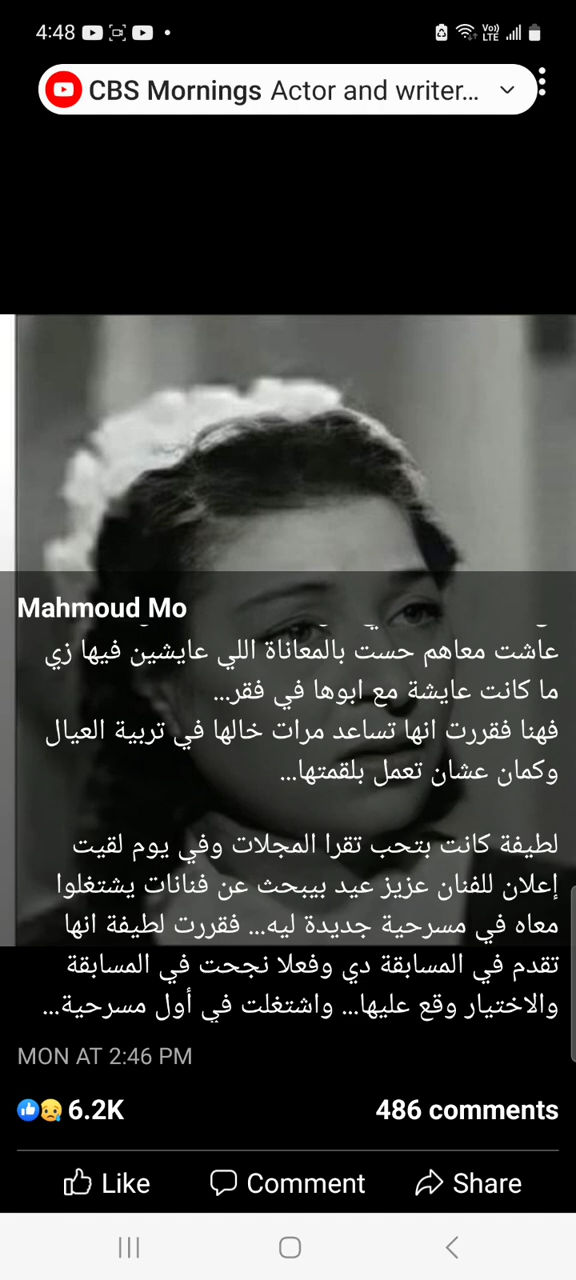 4:48
Vo))
LTE
CBS Mornings Actor and writer...
Mahmoud Mo
عاشت معاهم حست بالمعاناة اللي عايشين فيها زي
ما كانت عايشة مع ابوها في فقر...
فهنا فقررت انها تساعد مرات خالها في تربية العيال
وكمان عشان تعمل بلقمتها...
لطيفة كانت بتحب تقرا المجلات وفي يوم لقيت
إعلان للفنان عزيز عيد بيبحث عن فنانات يشتغلوا
معاه في مسرحية جديدة ليه... فقررت لطيفة انها
تقدم في المسابقة دي وفعلا نجحت في المسابقة
والاختيار وقع عليها... واشتغلت في أول مسرحية...
MON AT 2:46 PM
6.2K 486 comments
Like Comment Share